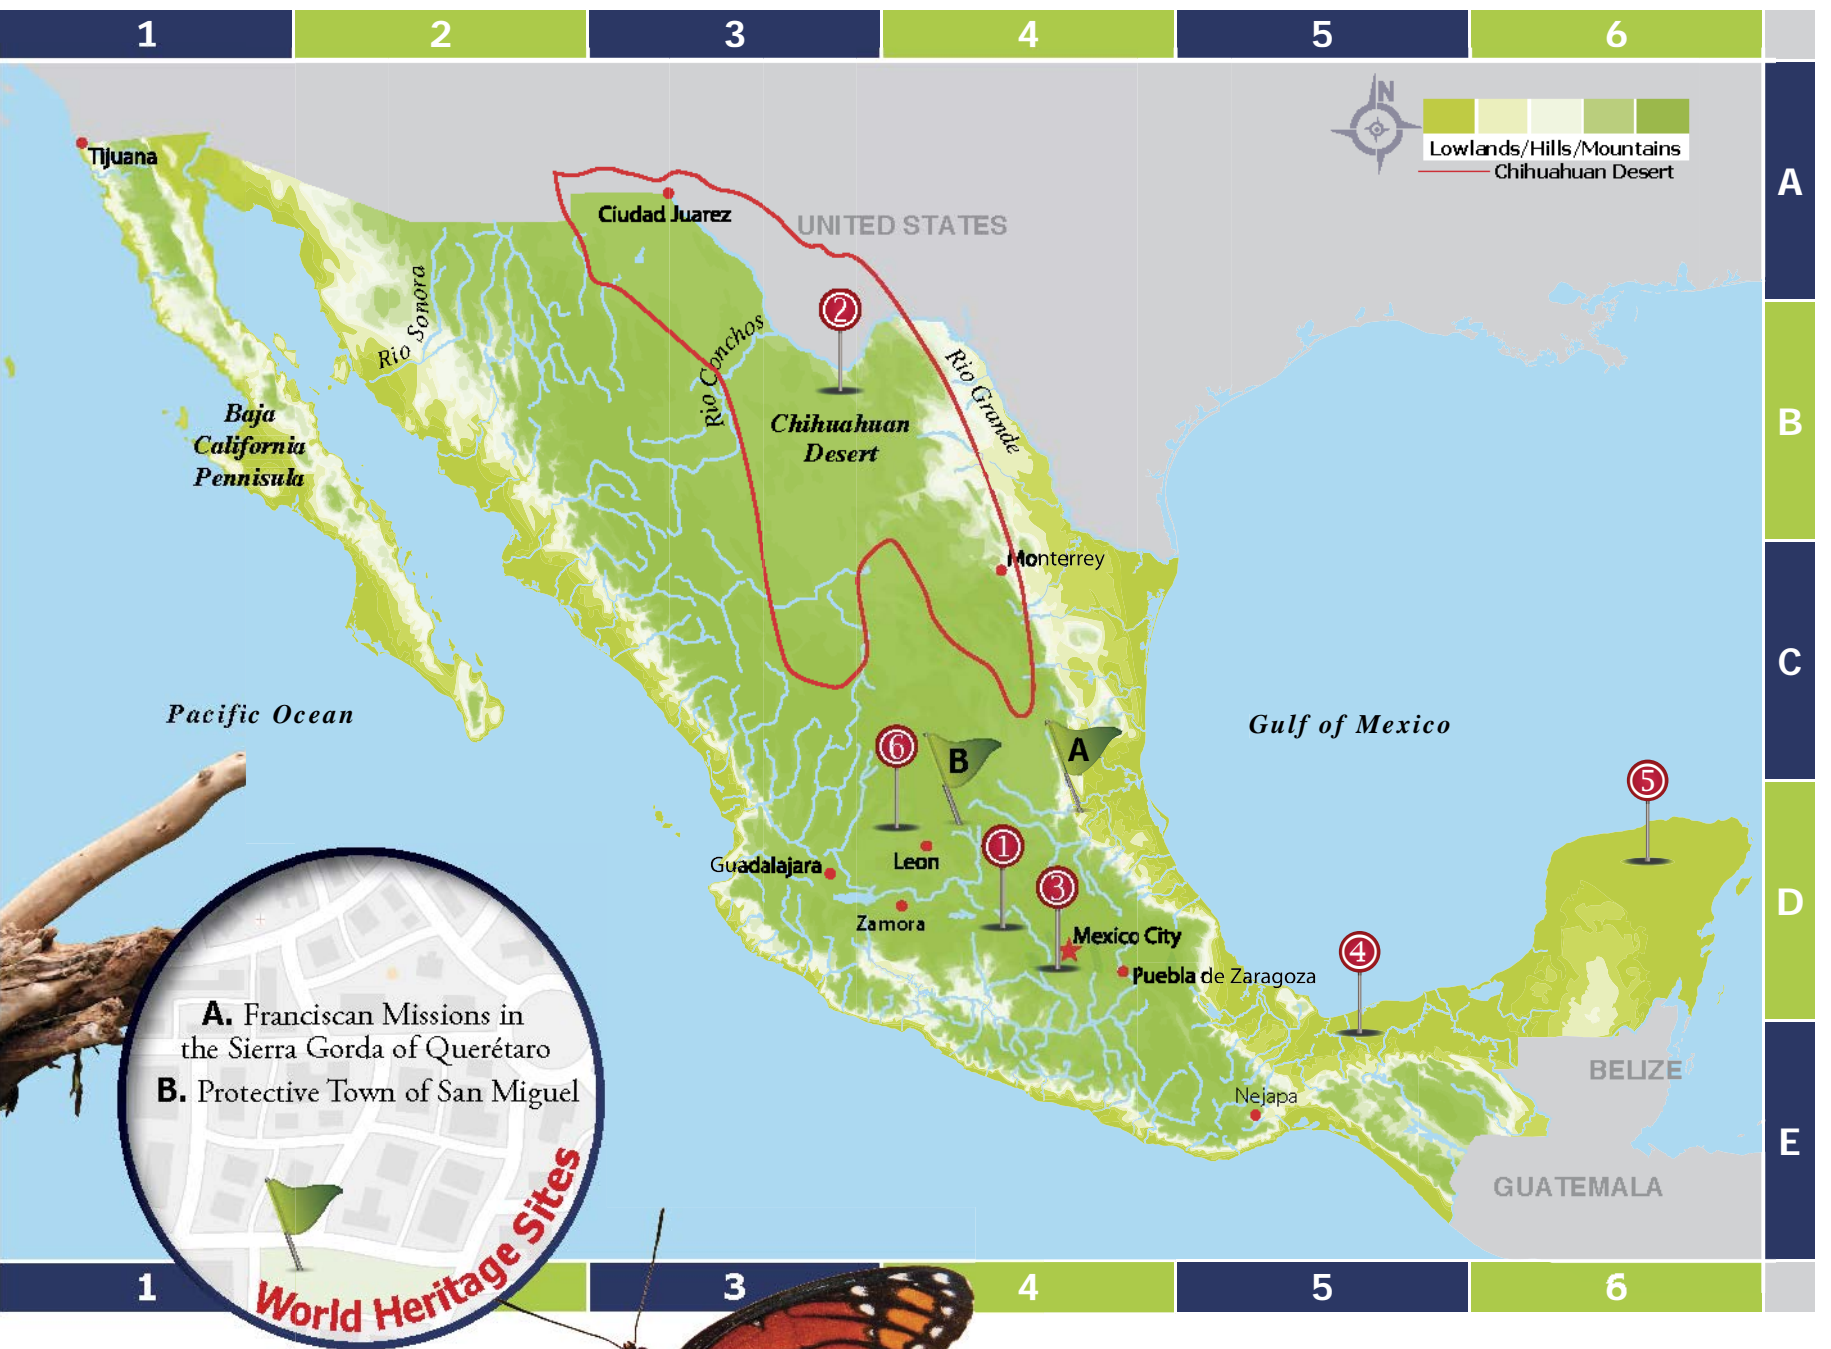 1 2 3 4 5 6
N
Lowlands/Hills/Mountains
Chihuahuan Desert
A
Tijuana
Ciudad Juarez
UNITED STATES
Rio Sonora
2
Rio Conchos
Rio Grande
B
Baja
California
Pennisula
Chihuahuan
Desert
Monterrey
C
Pacific Ocean
Gulf of Mexico
6
B
A
5
1
Leon
Guadalajara
3
D
Zamora
Mexico City
4
Puebla de Zaragoza
A. Franciscan Missions in
the Sierra Gorda of Querétaro
B. Protective Town of San Miguel
World Heritage Sites
BELIZE
Nejapa
E
GUATEMALA
1 3 4 5 6